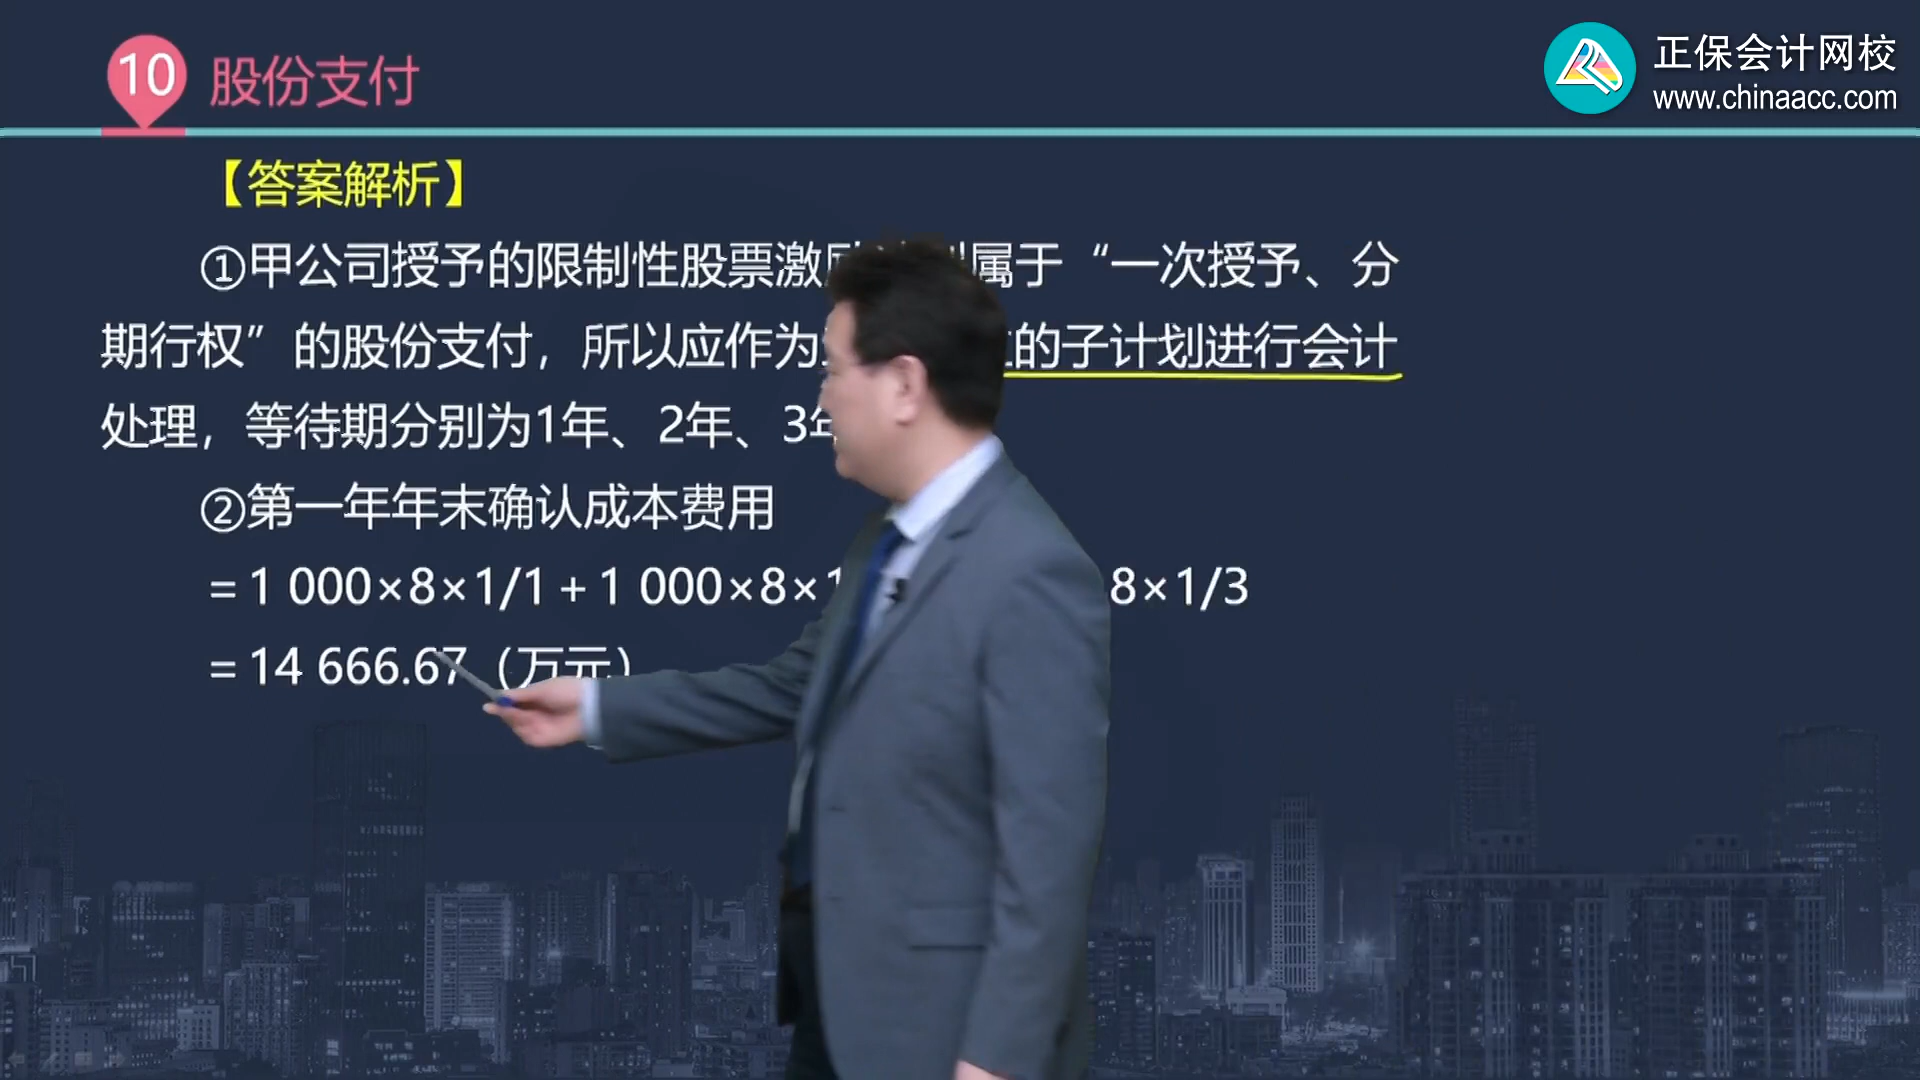 10 股份支付
正保会计网校
www.chinaacc.com
【答案解析】
①甲公司授予的限制性股票激 属于“一次授予、分
期行权”的股份支付，所以应作为 的子计划进行会计
处理，等待期分别为1年、2年、3年
②第一年年末确认成本费用
＝1 000×8×1/1＋1 000×8×1 8×1/3
＝14 666.67（万元）